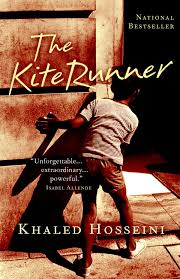 NATIONAL
BESTSELLER
The
Kite Runner
"Unforgettable...
extraordinary...
powerful."
ISABEL ALLENDE
KHALED HOSSEINI